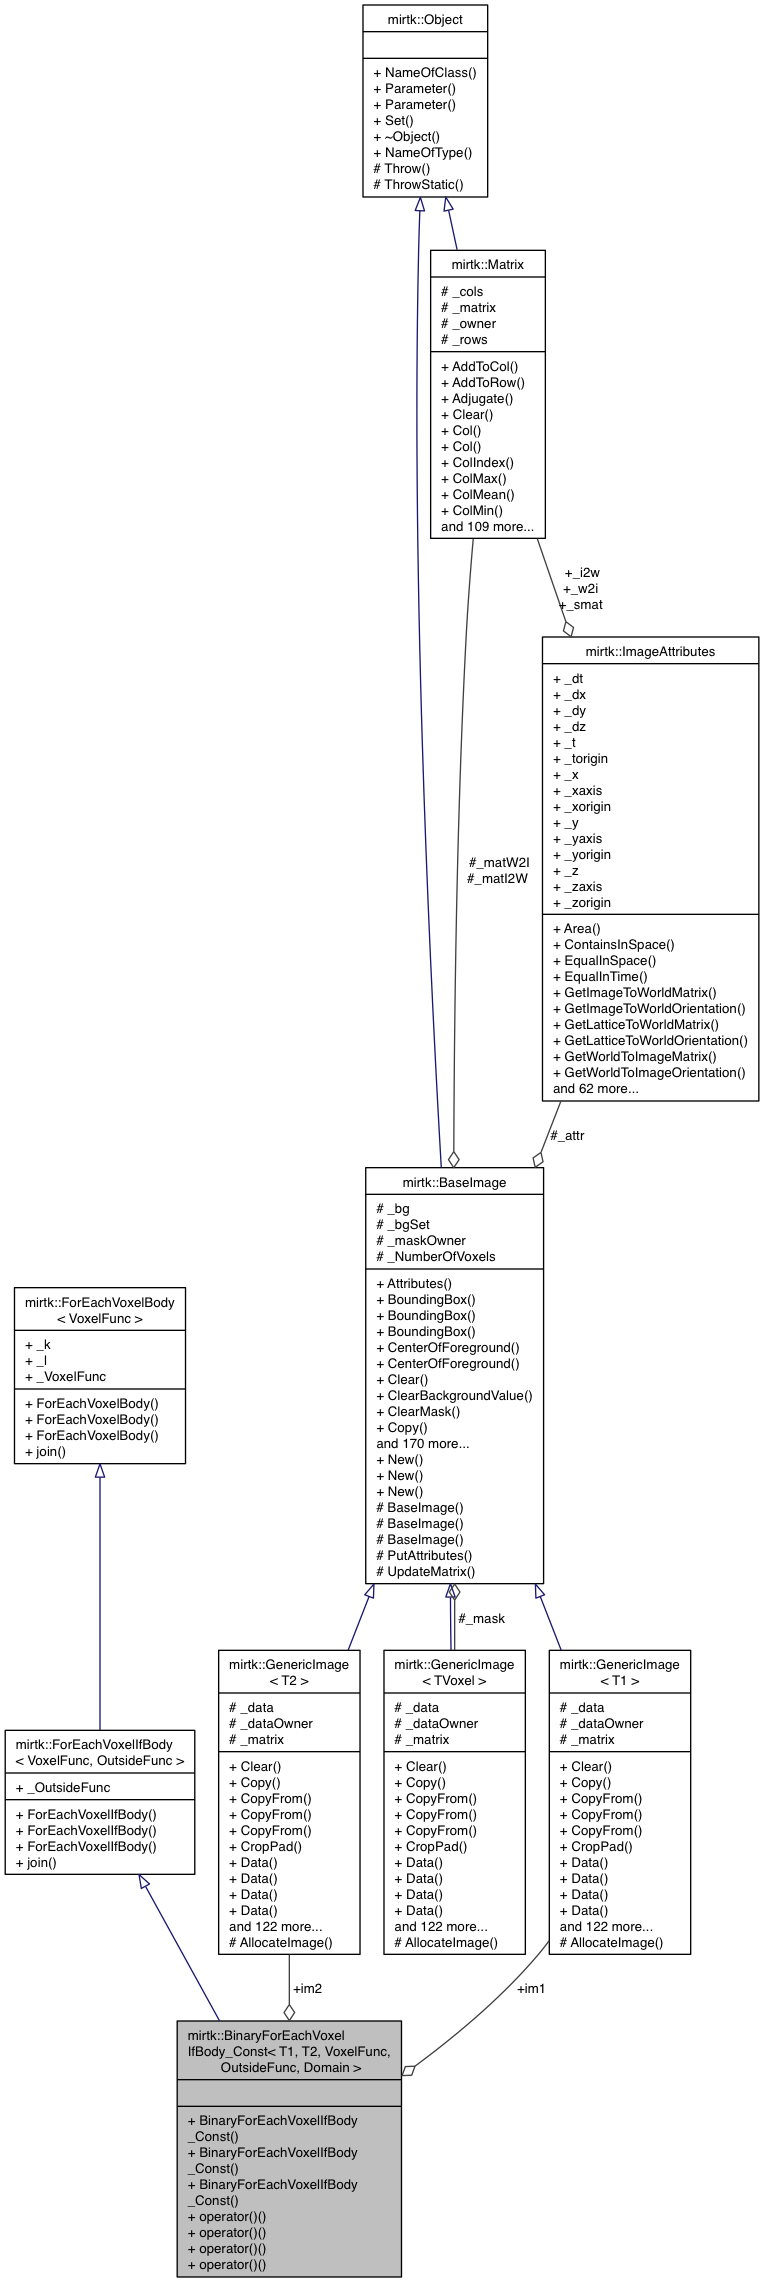 mirtk::Object
+ NameOfClass()
+ Parameter()
+ Parameter()
+ Set()
+ ~Object()
+ NameOfType()
# Throw()
# ThrowStatic()
mirtk::Matrix
# _cols
# _matrix
# _owner
# _rows
+ AddToCol()
+ AddToRow()
+ Adjugate()
+ Clear()
+ Col()
+ Col()
+ ColIndex()
+ ColMax()
+ ColMean()
+ ColMin()
and 109 more...
+_i2w
+_w2i
+_smat
mirtk::ImageAttributes
+ _dt
+ _dx
+ _dy
+ _dz
+ _t
+ _torigin
+ _x
+ _xaxis
+ _xorigin
+ _y
+ _yaxis
+ _yorigin
+ _z
+ _zaxis
+ _zorigin
+ Area()
+ ContainsInSpace()
+ EqualInSpace()
+ EqualInTime()
+ GetImageToWorldMatrix()
+ GetImageToWorldOrientation()
+ GetLatticeToWorldMatrix()
+ GetLatticeToWorldOrientation()
+ GetWorldToImageMatrix()
+ GetWorldToImageOrientation()
and 62 more...
#_matW2I
#_matI2W
#_attr
mirtk::BaseImage
# _bg
# _bgSet
# _maskOwner
# _NumberOfVoxels
+ Attributes()
+ BoundingBox()
+ BoundingBox()
+ BoundingBox()
+ CenterOfForeground()
+ CenterOfForeground()
+ Clear()
+ ClearBackgroundValue()
+ ClearMask()
+ Copy()
and 170 more...
+ New()
+ New()
+ New()
# BaseImage()
# BaseImage()
# BaseImage()
# PutAttributes()
# UpdateMatrix()
mirtk::ForEachVoxelBody
< VoxelFunc >
+ _k
+ _l
+ _VoxelFunc
+ ForEachVoxelBody()
+ ForEachVoxelBody()
+ ForEachVoxelBody()
+ join()
#_mask
mirtk::GenericImage
< T2 >
# _data
# _dataOwner
# _matrix
+ Clear()
+ Copy()
+ CopyFrom()
+ CopyFrom()
+ CopyFrom()
+ CropPad()
+ Data()
+ Data()
+ Data()
+ Data()
and 122 more...
# AllocateImage()
mirtk::GenericImage
< TVoxel >
# _data
# _dataOwner
# _matrix
+ Clear()
+ Copy()
+ CopyFrom()
+ CopyFrom()
+ CopyFrom()
+ CropPad()
+ Data()
+ Data()
+ Data()
+ Data()
and 122 more...
# AllocateImage()
mirtk::GenericImage
< T1 >
# _data
# _dataOwner
# _matrix
+ Clear()
+ Copy()
+ CopyFrom()
+ CopyFrom()
+ CopyFrom()
+ CropPad()
+ Data()
+ Data()
+ Data()
+ Data()
and 122 more...
# AllocateImage()
mirtk::ForEachVoxelIfBody
< VoxelFunc, OutsideFunc >
+ _OutsideFunc
+ ForEachVoxelIfBody()
+ ForEachVoxelIfBody()
+ ForEachVoxelIfBody()
+ join()
+im2
+im1
mirtk::BinaryForEachVoxel
IfBody_Const< T1, T2, VoxelFunc,
OutsideFunc, Domain >
+ BinaryForEachVoxelIfBody
_Const()
+ BinaryForEachVoxelIfBody
_Const()
+ BinaryForEachVoxelIfBody
_Const()
+ operator()()
+ operator()()
+ operator()()
+ operator()()